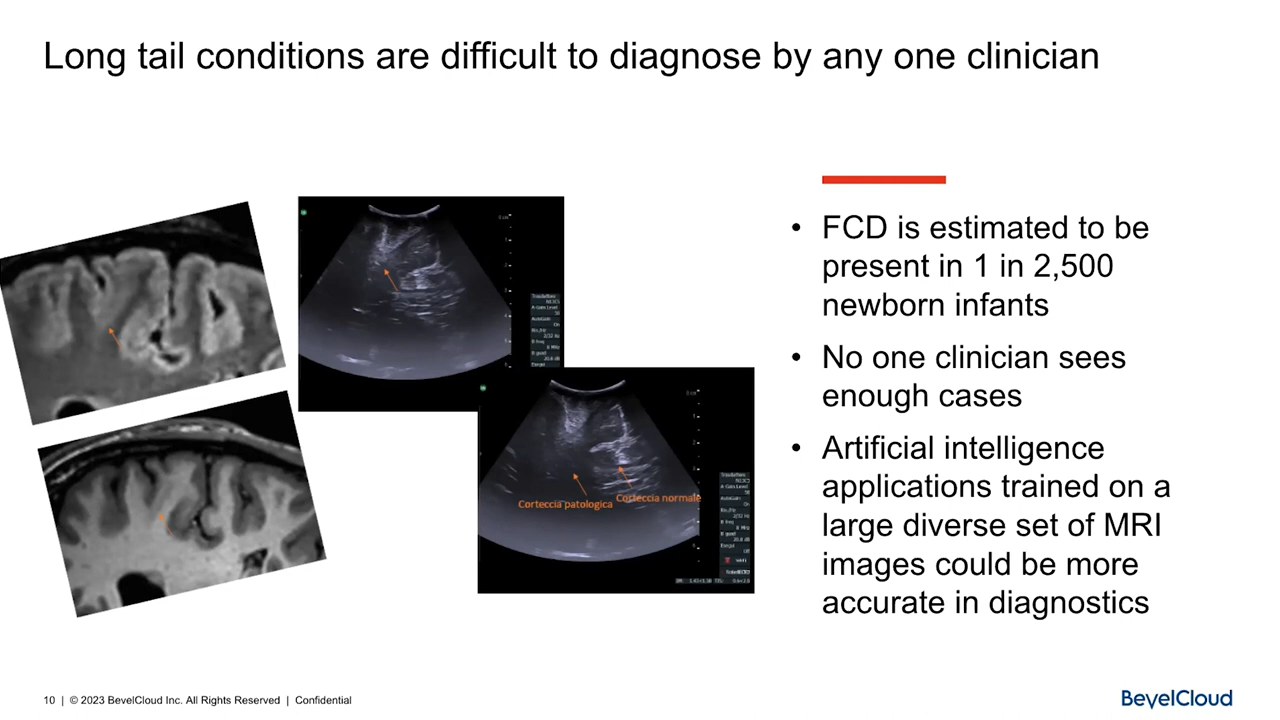 Long tail conditions are difficult to diagnose by any one clinician
• FCD is estimated to be
present in 1 in 2,500
newborn infants
• No one clinician sees
enough cases
• Artificial intelligence
applications trained on a
large diverse set of MRI
images could be more
accurate in diagnostics
Corteccia patologica
Corteccia normale
10 | © 2023 BevelCloud Inc. All Rights Reserved | Confidential
BevelCloud